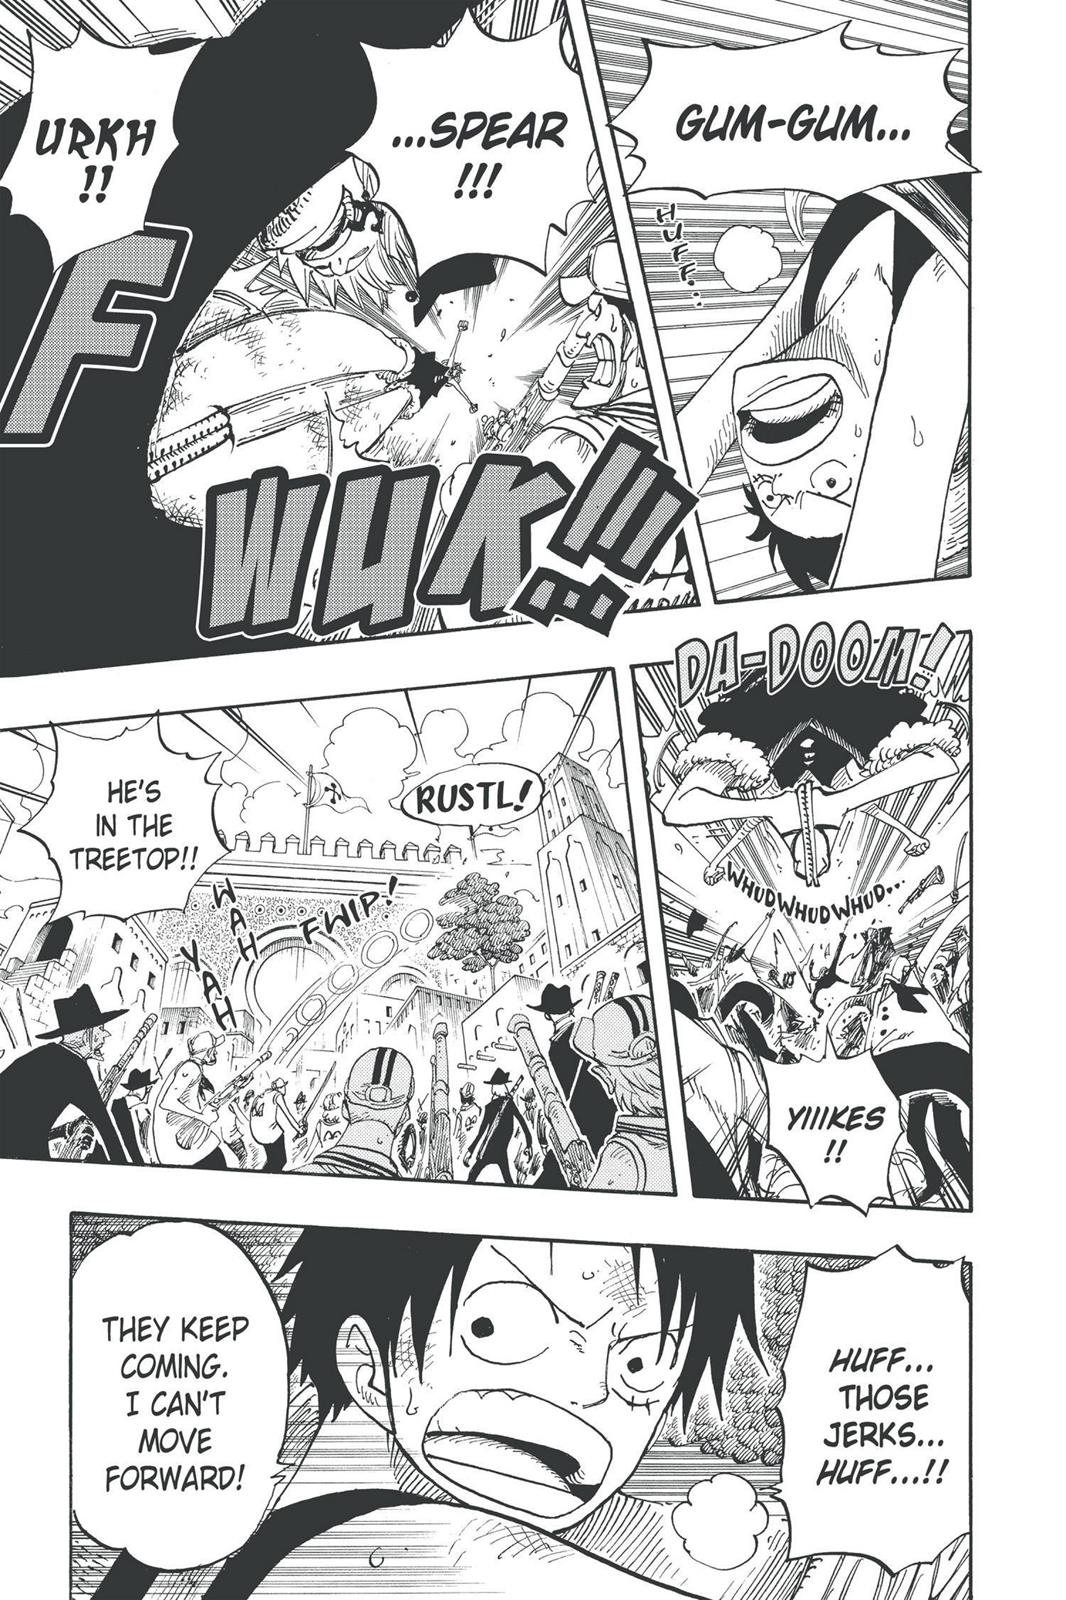 GUM-GUM...
HUFF...
...SPEAR
!!!
URKH
!!
F
WUK!!!
DA-DOOM!
WHUDWHUDWHUD...
YIIIKES
!!
RUSTL!
HE'S
IN THE
TREETOP!!
FWIP!
WAH
YAH
HUFF...
THOSE
JERKS...
HUFF...!!
THEY KEEP
COMING.
I CAN'T
MOVE
FORWARD!